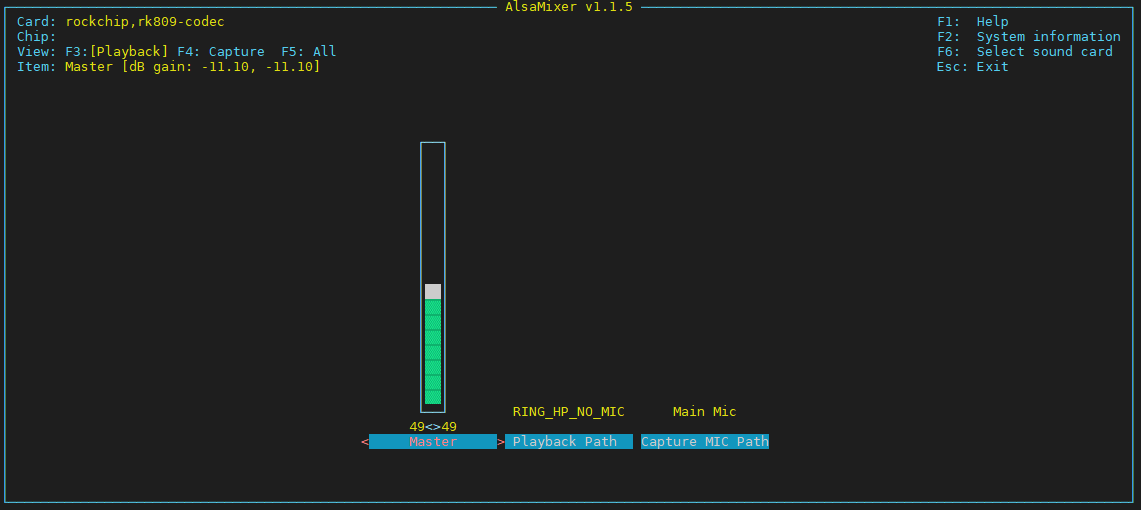 AlsaMixer v1.1.5
Card: rockchip,rk809-codec F1: Help
Chip: F2: System information
View: F3:[Playback] F4: Capture F5: All F6: Select sound card
Item: Master [dB gain: -11.10, -11.10] Esc: Exit
RING_HP_NO_MIC Main Mic
49<>49
< Master > Playback Path Capture MIC Path